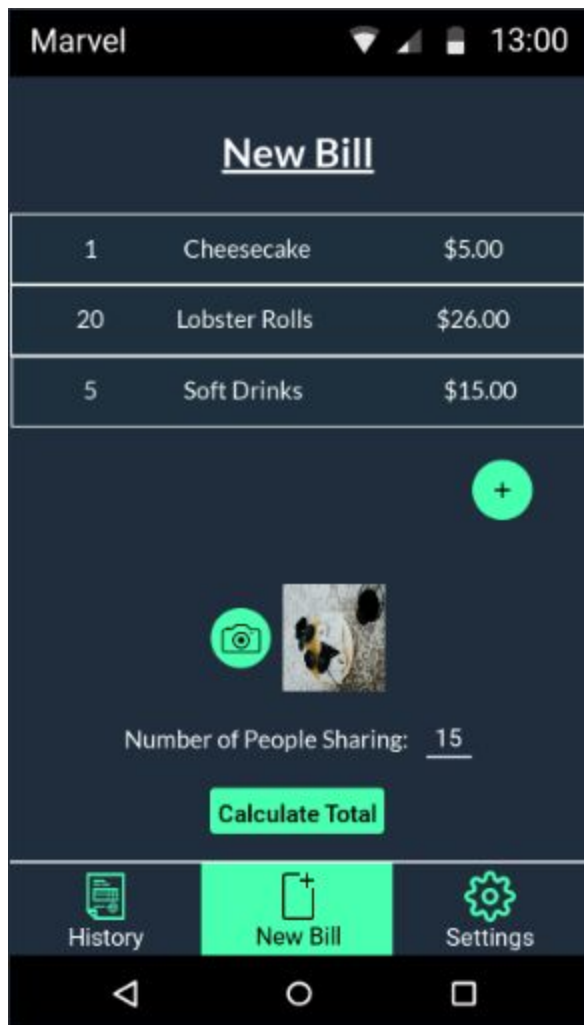 Marvel 13:00
New Bill
1 Cheesecake $5.00
20 Lobster Rolls $26.00
5 Soft Drinks $15.00
+
Number of People Sharing: 15
Calculate Total
History New Bill Settings